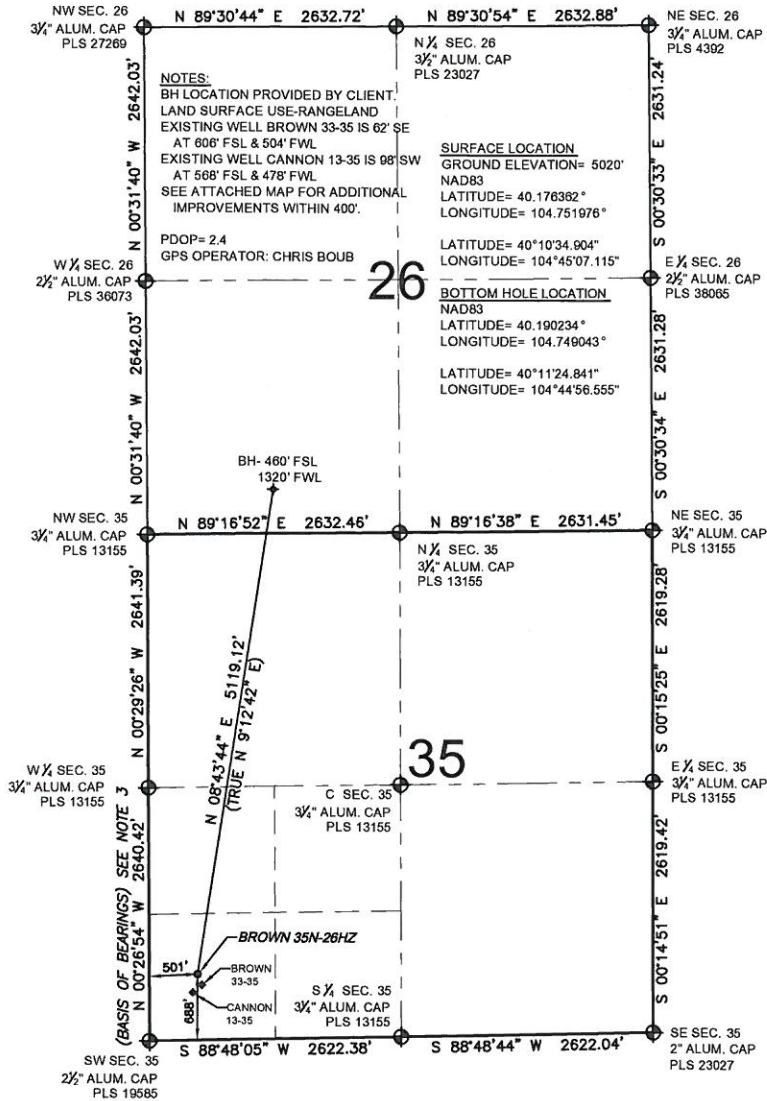 NW SEC. 26
3¼" ALUM. CAP
PLS 27269
N 89°30'44" E 2632.72'
N 89°30'54" E 2632.88'
NE SEC. 26
3¼" ALUM. CAP
PLS 4392
N ¼ SEC. 26
3½" ALUM. CAP
PLS 23027
N 00°31'40" W 2642.03'
S 00°30'33" E 2631.24'
NOTES:
BH LOCATION PROVIDED BY CLIENT.
LAND SURFACE USE-RANGELAND
EXISTING WELL BROWN 33-35 IS 62' SE
AT 606' FSL & 504' FWL
EXISTING WELL CANNON 13-35 IS 98' SW
AT 568' FSL & 478' FWL
SEE ATTACHED MAP FOR ADDITIONAL
IMPROVEMENTS WITHIN 400'.
PDOP= 2.4
GPS OPERATOR: CHRIS BOUB
SURFACE LOCATION
GROUND ELEVATION= 5020'
NAD83
LATITUDE= 40.176362°
LONGITUDE= 104.751976°
LATITUDE= 40°10'34.904"
LONGITUDE= 104°45'07.115"
W ¼ SEC. 26
2½" ALUM. CAP
PLS 36073
26
E ¼ SEC. 26
2½" ALUM. CAP
PLS 38065
BOTTOM HOLE LOCATION
NAD83
LATITUDE= 40.190234°
LONGITUDE= 104.749043°
LATITUDE= 40°11'24.841"
LONGITUDE= 104°44'56.555"
N 00°31'40" W 2642.03'
S 00°30'34" E 2631.28'
BH- 460' FSL
1320' FWL
NW SEC. 35
3¼" ALUM. CAP
PLS 13155
N 89°16'52" E 2632.46'
N 89°16'38" E 2631.45'
NE SEC. 35
3¼" ALUM. CAP
PLS 13155
N ¼ SEC. 35
3¼" ALUM. CAP
PLS 13155
N 00°29'26" W 2641.39'
N 08°43'44" E 5119.12'
(TRUE N 9°12'42" E)
S 00°15'25" E 2619.28'
35
W ¼ SEC. 35
3¼" ALUM. CAP
PLS 13155
C SEC. 35
3¼" ALUM. CAP
PLS 13155
E ¼ SEC. 35
3¼" ALUM. CAP
PLS 13155
(BASIS OF BEARINGS) SEE NOTE 3
N 00°26'54" W 2640.42'
S 00°14'51" E 2619.42'
BROWN 35N-26HZ
501'
BROWN
33-35
688'
CANNON
13-35
S ¼ SEC. 35
3¼" ALUM. CAP
PLS 13155
SW SEC. 35
2½" ALUM. CAP
PLS 19585
S 88°48'05" W 2622.38'
S 88°48'44" W 2622.04'
SE SEC. 35
2" ALUM. CAP
PLS 23027